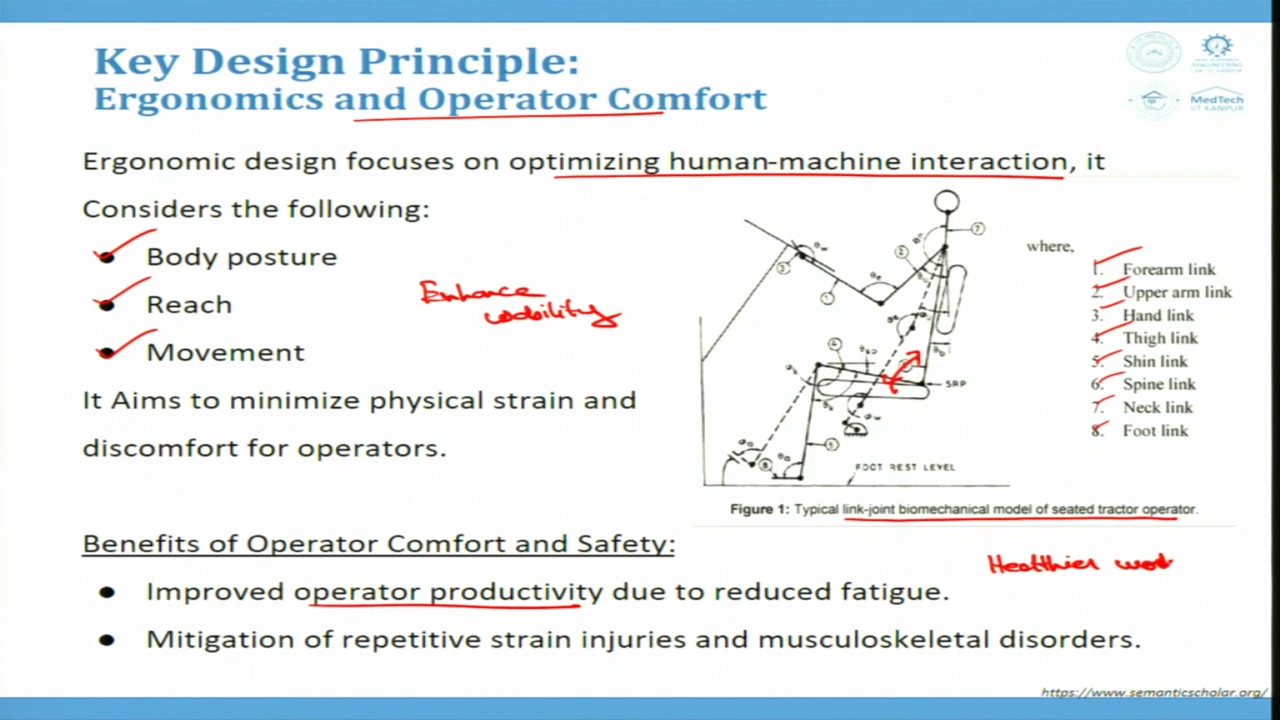 Key Design Principle:
Ergonomics and Operator Comfort
MedTech
IIT KANPUR
Ergonomic design focuses on optimizing human-machine interaction, it
Considers the following:
● Body posture
● Reach
● Movement
Enhance
usability
It Aims to minimize physical strain and
discomfort for operators.
where,
1. Forearm link
2. Upper arm link
3. Hand link
4. Thigh link
5. Shin link
6. Spine link
7. Neck link
8. Foot link
SRP
FOOT REST LEVEL
Figure 1: Typical link-joint biomechanical model of seated tractor operator.
Benefits of Operator Comfort and Safety:
Healthier work
● Improved operator productivity due to reduced fatigue.
● Mitigation of repetitive strain injuries and musculoskeletal disorders.
https://www.semanticscholar.org/